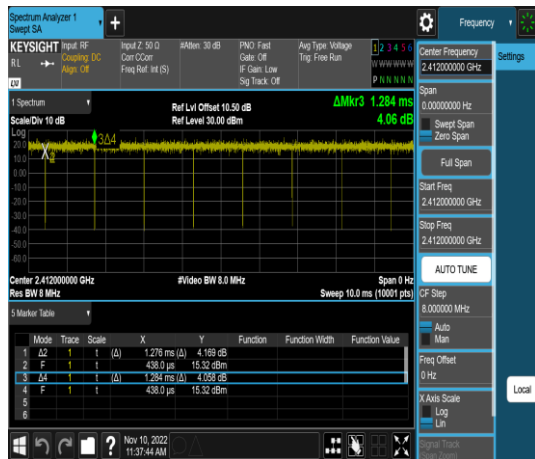 Spectrum Analyzer 1
Swept SA
Frequency
KEYSIGHT
RL
LXI
Input: RF
Coupling: DC
Align: Off
Input Z: 50 Ω
Corr CCorr
Freq Ref: Int (S)
#Atten: 30 dB
PNO: Fast
Gate: Off
IF Gain: Low
Sig Track: Off
Avg Type: Voltage
Trig: Free Run
1 2 3 4 5 6
W W W W W W
P N N N N N
Center Frequency
2.412000000 GHz
Settings
Span
0.00000000 Hz
Swept Span
Zero Span
Full Span
Start Freq
2.412000000 GHz
Stop Freq
2.412000000 GHz
AUTO TUNE
CF Step
8.000000 MHz
Auto
Man
Freq Offset
0 Hz
X Axis Scale
Log
Lin
Signal Track
(Span Zoom)
Local
1 Spectrum
Scale/Div 10 dB
Ref Lvl Offset 10.50 dB
Ref Level 30.00 dBm
ΔMkr3 1.284 ms
4.06 dB
Log
20.0
10.0
0.00
-10.0
-20.0
-30.0
-40.0
-50.0
-60.0
3Δ4
Center 2.412000000 GHz
Res BW 8 MHz
#Video BW 8.0 MHz
Span 0 Hz
Sweep 10.0 ms (10001 pts)
5 Marker Table
Mode Trace Scale X Y Function Function Width Function Value
1 Δ2 1 t (Δ) 1.276 ms (Δ) 4.169 dB
2 F 1 t 438.0 µs 15.32 dBm
3 Δ4 1 t (Δ) 1.284 ms (Δ) 4.058 dB
4 F 1 t 438.0 µs 15.32 dBm
5
6
Nov 10, 2022
11:37:44 AM